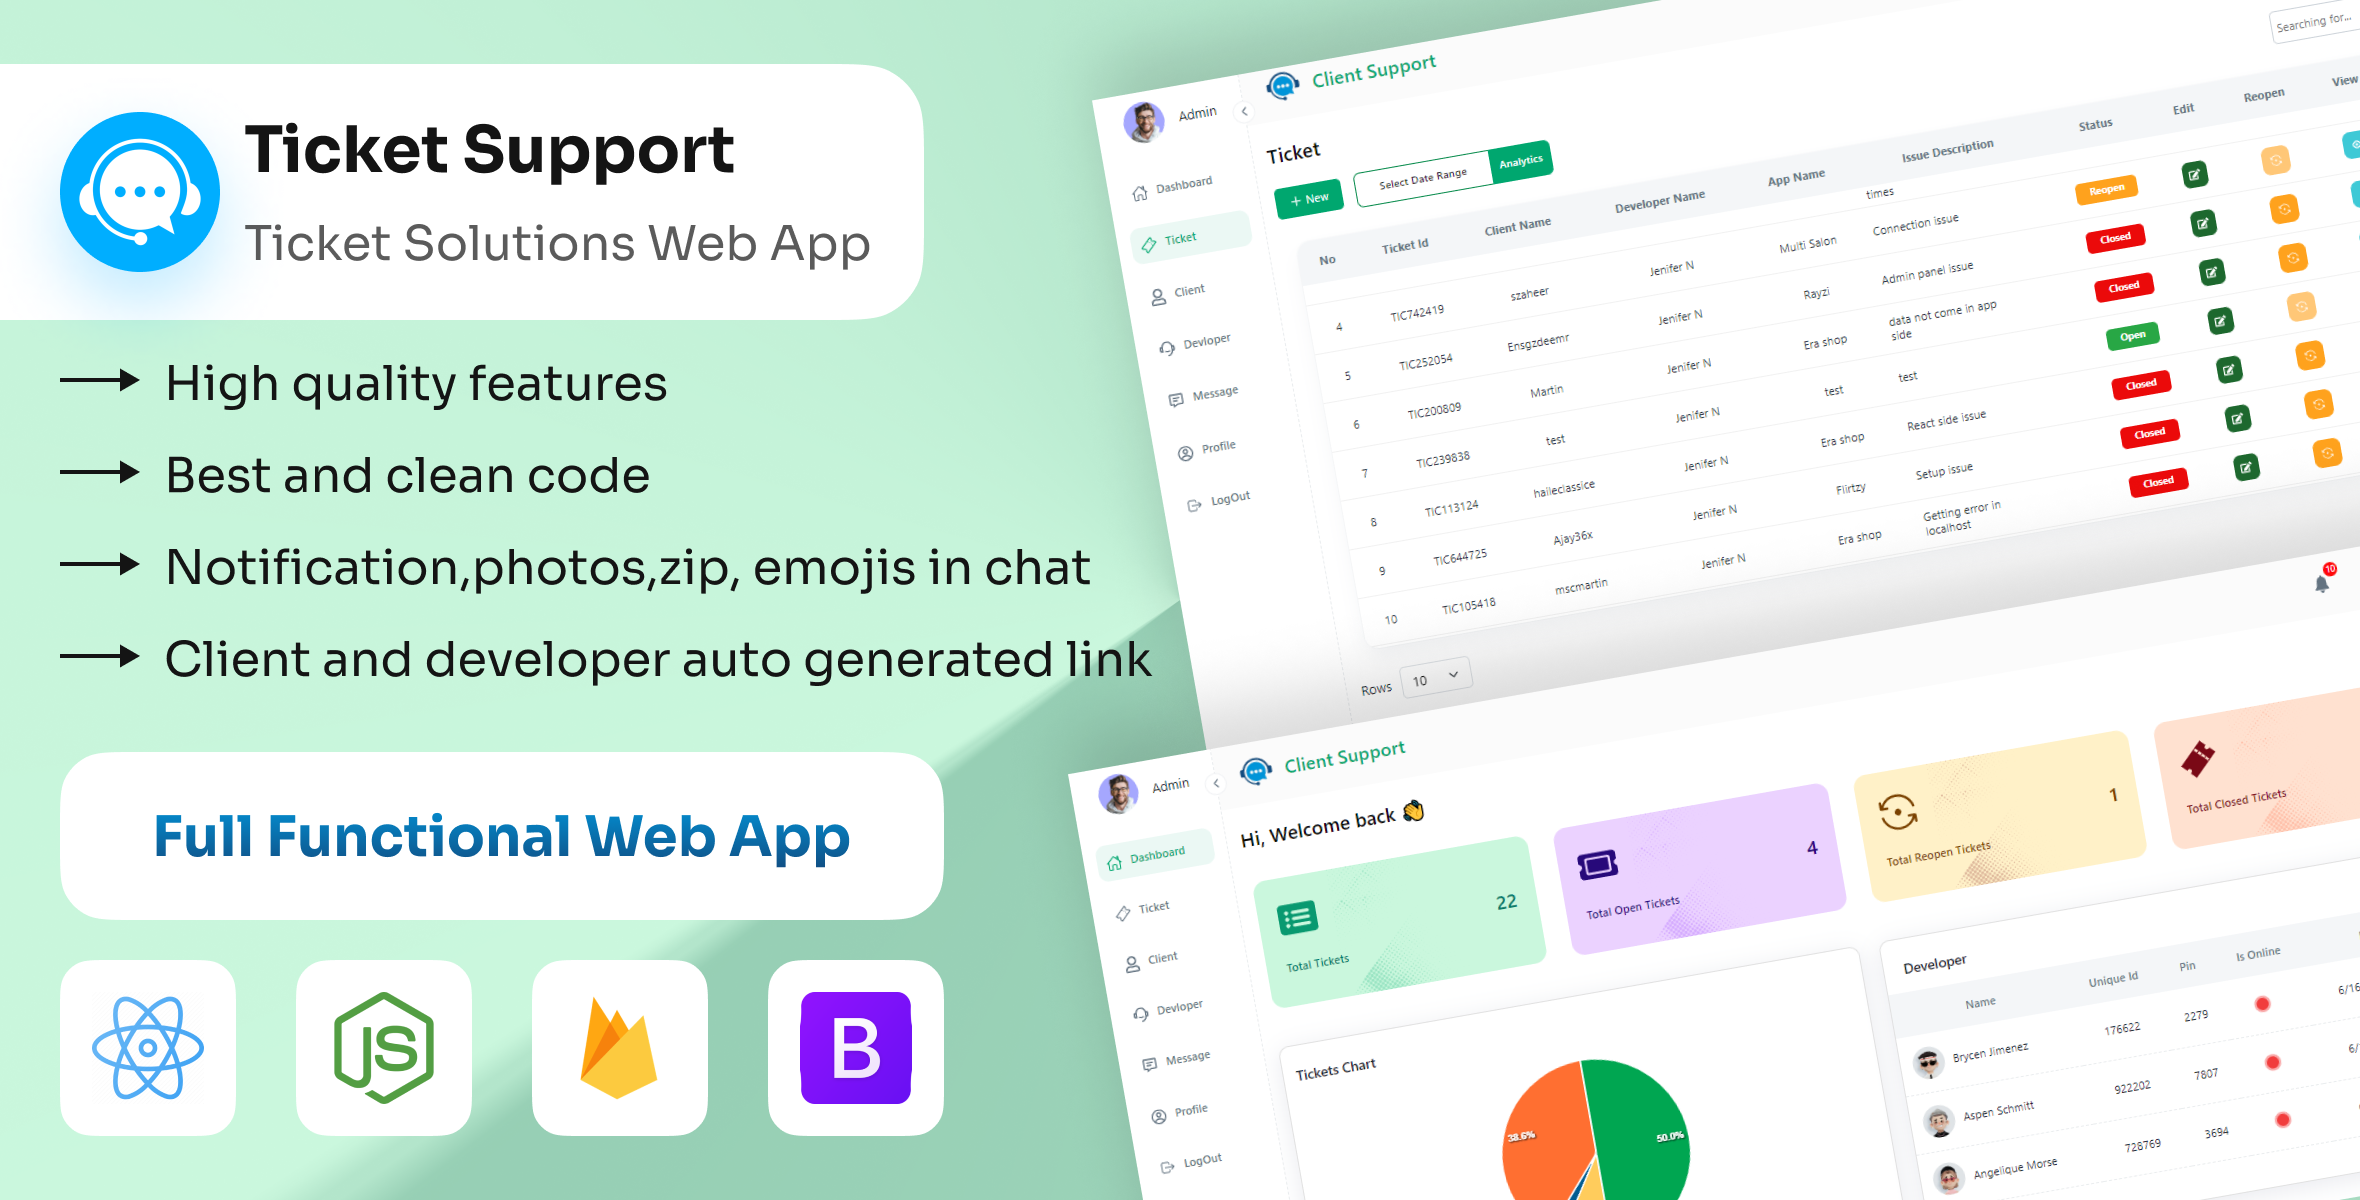 Ticket Support
Ticket Solutions Web App
High quality features
Best and clean code
Notification,photos,zip, emojis in chat
Client and developer auto generated link
Full Functional Web App
JS
B
Admin
Client Support
Searching for...
Dashboard
Ticket
Client
Devloper
Message
Profile
LogOut
Ticket
+ New
Select Date Range
Analytics
No Ticket Id Client Name Developer Name App Name Issue Description Status Edit Reopen View
times
4 TIC742419 szaheer Jenifer N Multi Salon Connection issue Reopen
5 TIC252054 Ensgzdeemr Jenifer N Rayzi Admin panel issue Closed
6 TIC200809 Martin Jenifer N Era shop data not come in app side Closed
7 TIC239838 test Jenifer N test test Open
8 TIC113124 halleclassice Jenifer N Era shop React side issue Closed
9 TIC644725 Ajay36x Jenifer N Flirtzy Setup issue Closed
10 TIC105418 mscmartin Jenifer N Era shop Getting error in localhost Closed
Rows 10
10
Admin
Client Support
Dashboard
Ticket
Client
Devloper
Message
Profile
LogOut
Hi, Welcome back
22
Total Tickets
4
Total Open Tickets
1
Total Reopen Tickets
Total Closed Tickets
Tickets Chart
38.6%
50.0%
Developer
Name Unique Id Pin Is Online
Brycen Jimenez 176622 2279 6/16
Aspen Schmitt 922202 7807
Angelique Morse 728769 3694